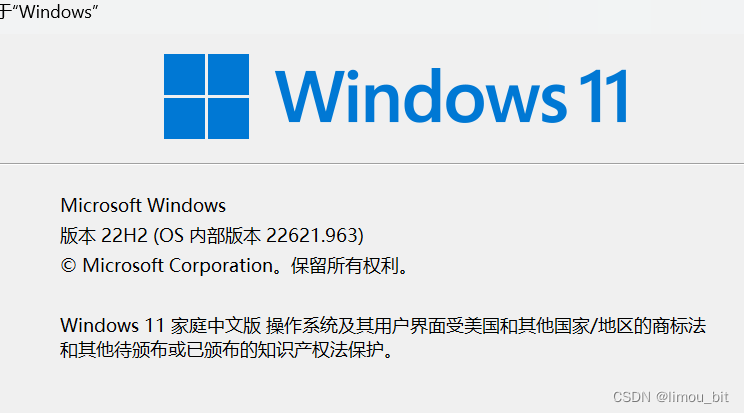 于“Windows”
Windows 11
Microsoft Windows
版本 22H2 (OS 内部版本 22621.963)
© Microsoft Corporation。保留所有权利。
Windows 11 家庭中文版 操作系统及其用户界面受美国和其他国家/地区的商标法
和其他待颁布或已颁布的知识产权法保护。
CSDN @limou_bit